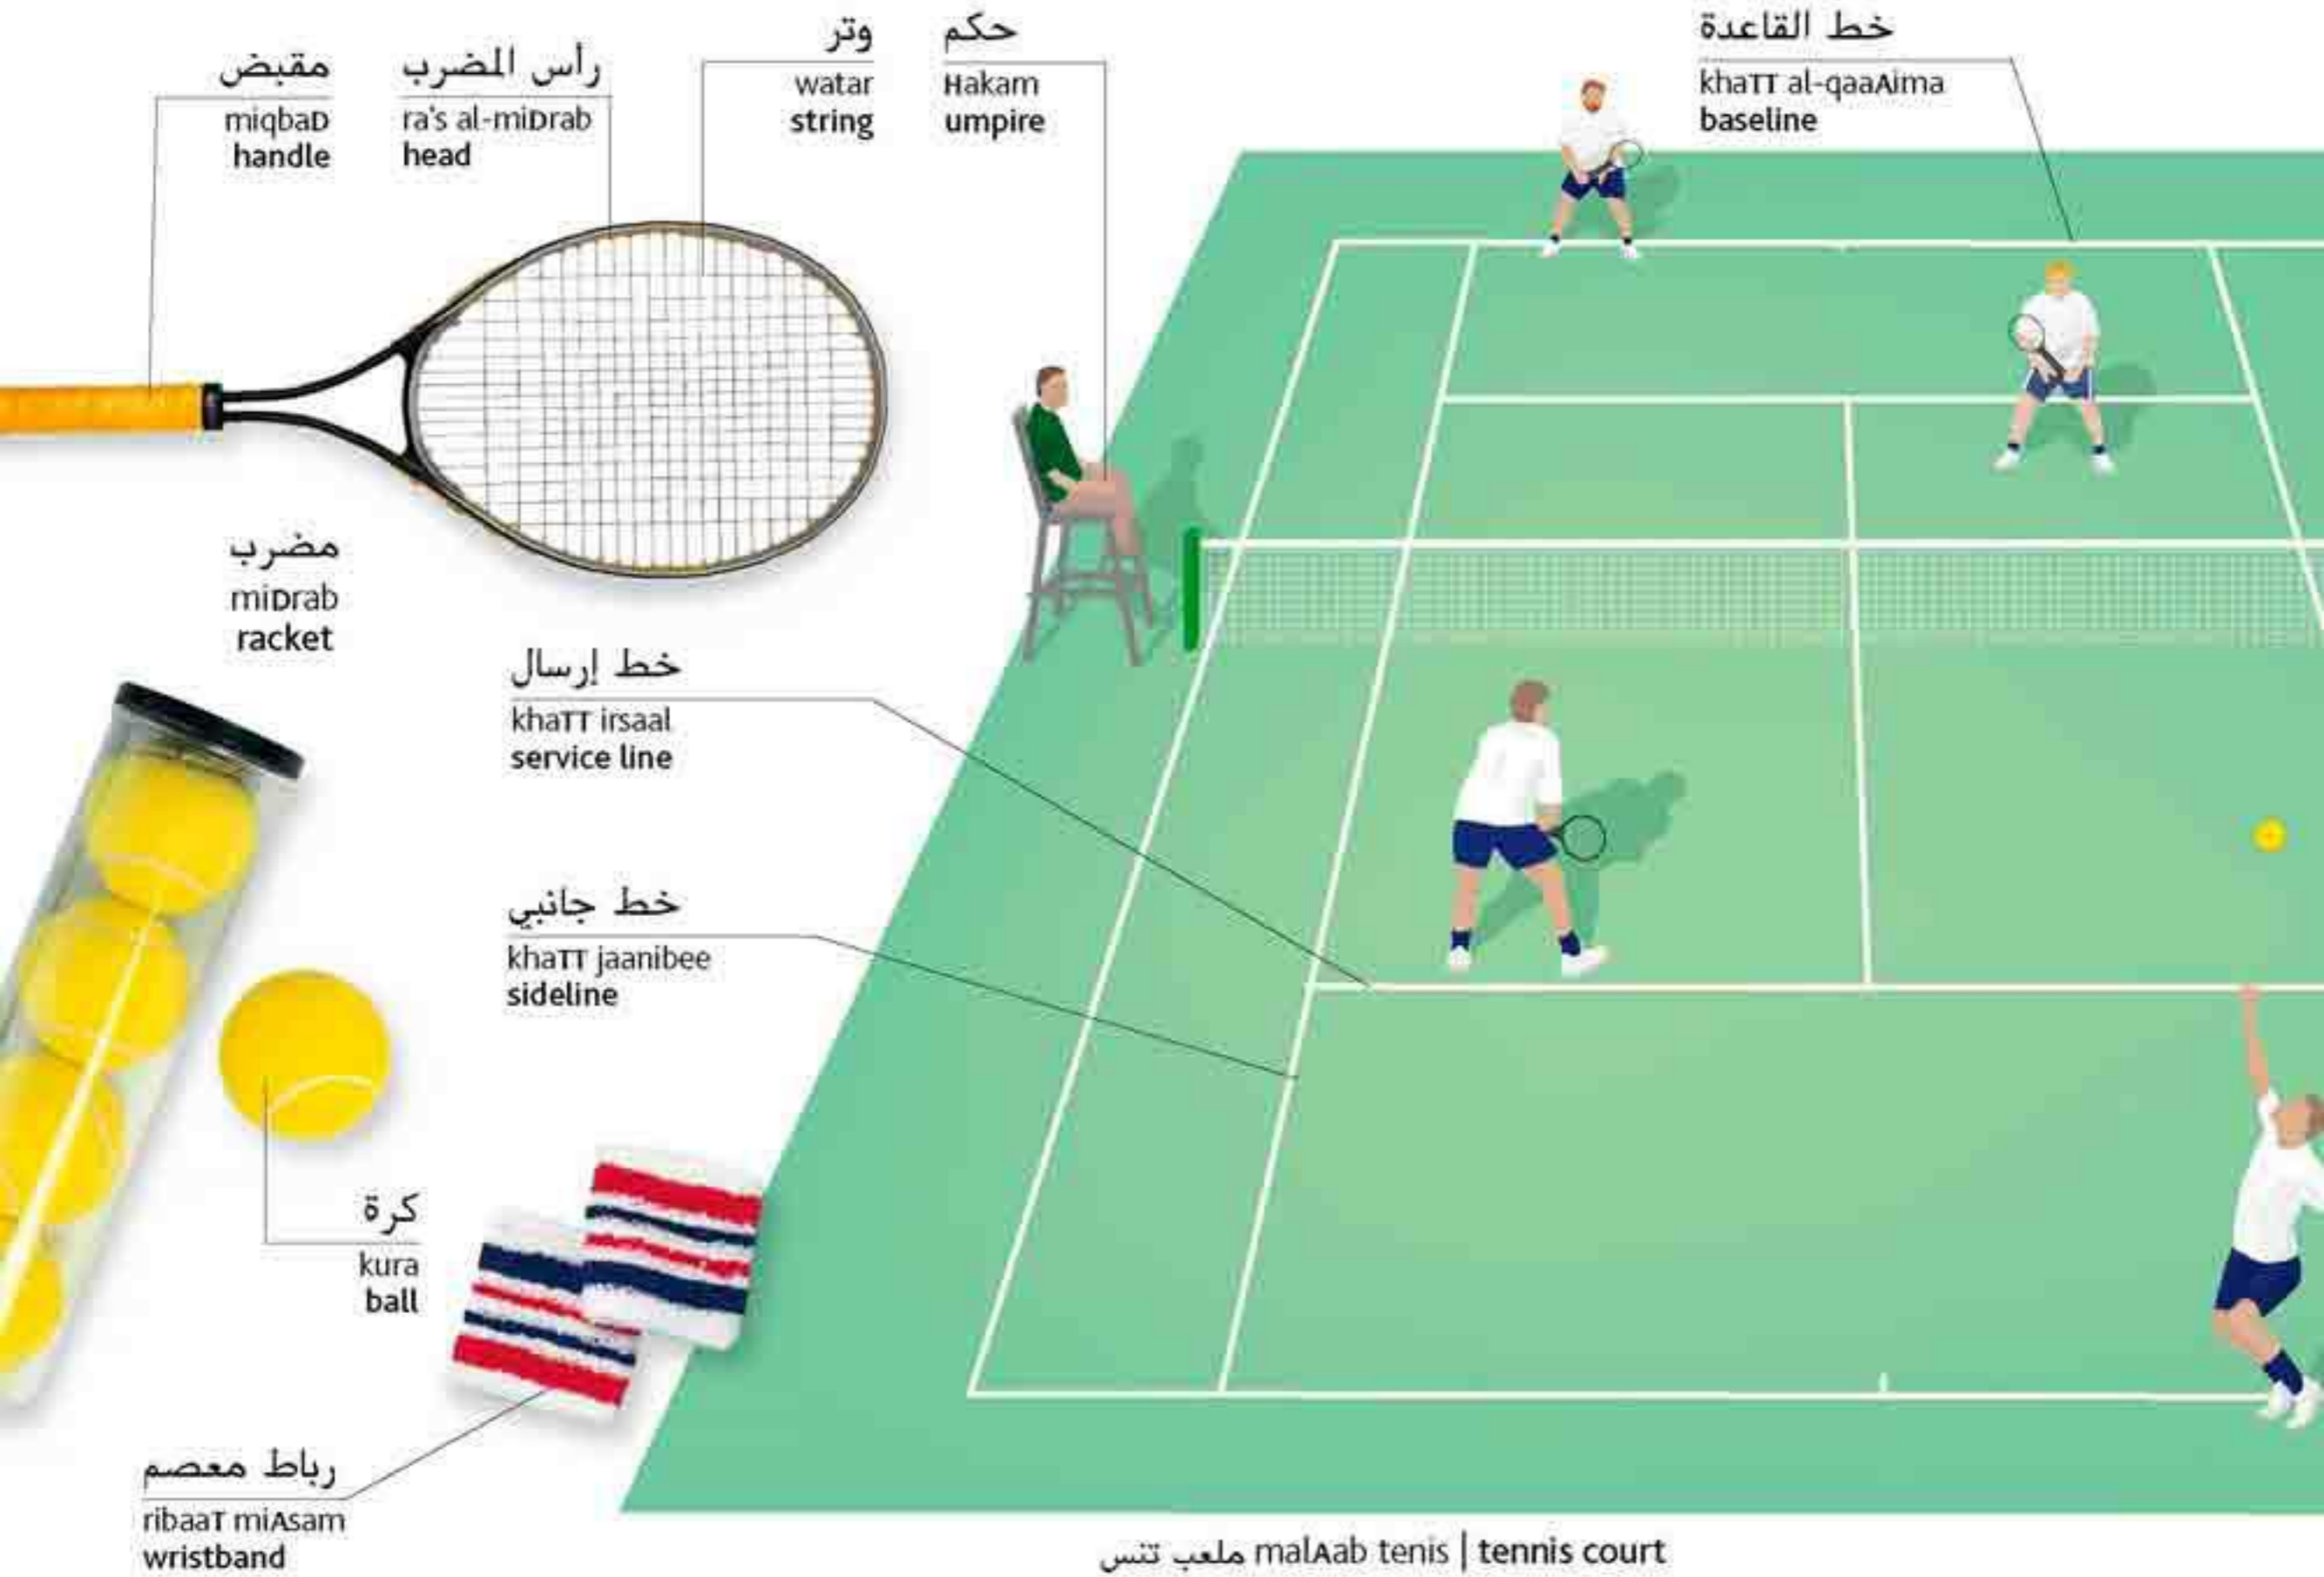 مقبض
miqbaD
handle
رأس المضرب
ra's al-miDrab
head
وتر
watar
string
حكم
Hakam
umpire
خط القاعدة
khaTT al-qaaAima
baseline
مضرب
miDrab
racket
خط إرسال
khaTT irsaal
service line
خط جانبي
khaTT jaanibee
sideline
كرة
kura
ball
رباط معصم
ribaaT miAsam
wristband
ملعب تنس malAab tenis | tennis court